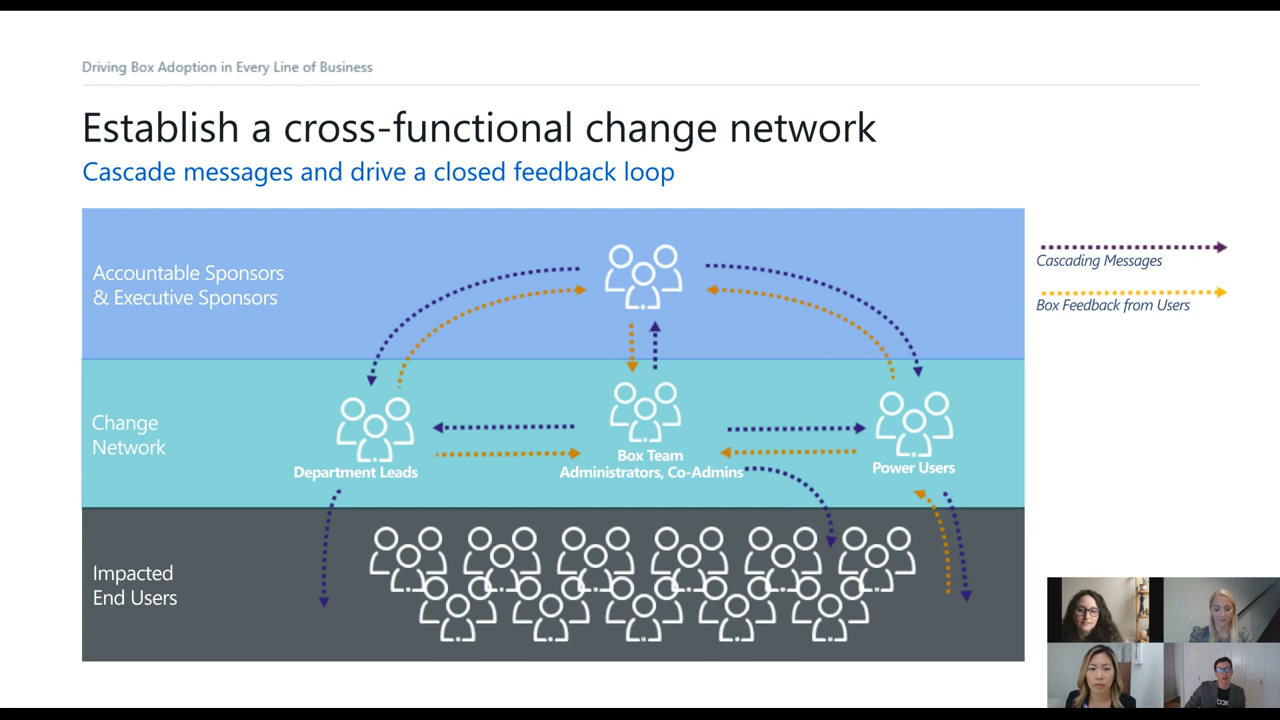 Driving Box Adoption in Every Line of Business
Establish a cross-functional change network
Cascade messages and drive a closed feedback loop
Accountable Sponsors
& Executive Sponsors
Cascading Messages
Box Feedback from Users
Change
Network
Department Leads
Box Team
Administrators, Co-Admins
Power Users
Impacted
End Users
box